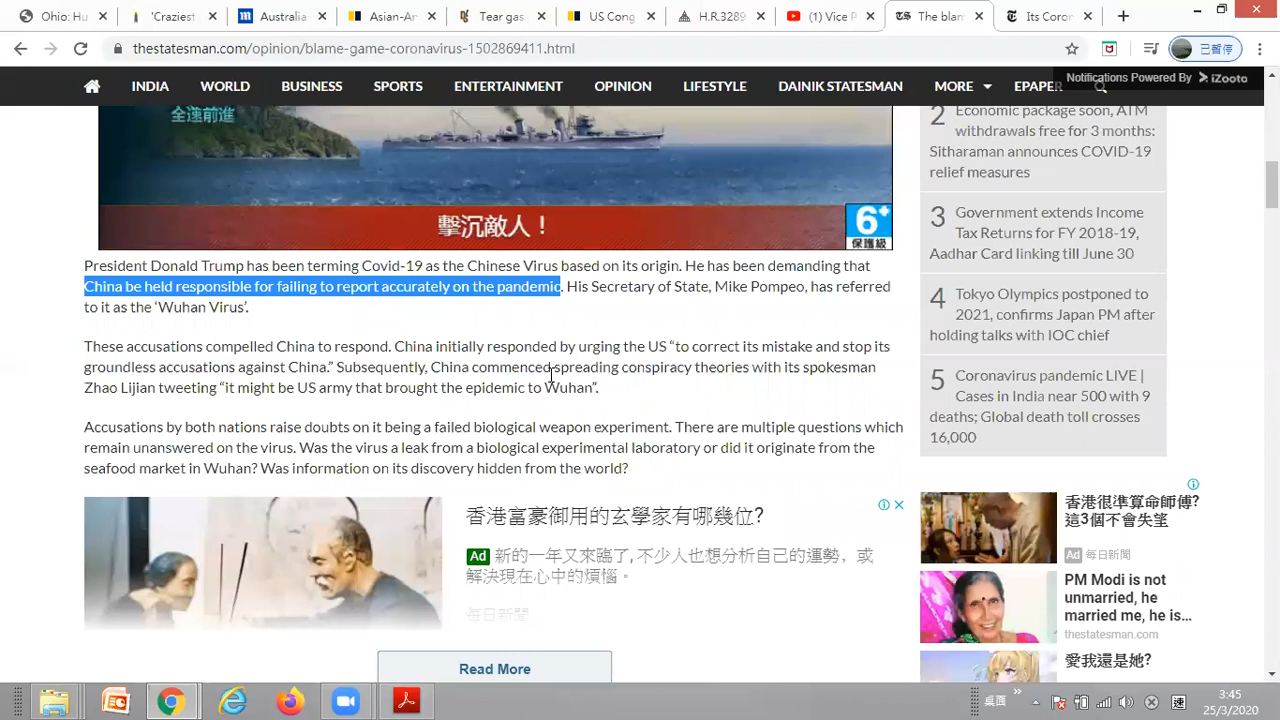 Ohio: Hu
'Craziest
Australia
Asian-Ar
Tear gas
US Cong
H.R.3289
(1) Vice P
The blam
Its Coron
thestatesman.com/opinion/blame-game-coronavirus-1502869411.html
已暫停
Notifications Powered By iZooto
INDIA WORLD BUSINESS SPORTS ENTERTAINMENT OPINION LIFESTYLE DAINIK STATESMAN MORE EPAPER
全速前進
擊沉敵人！
6+
保護級
President Donald Trump has been terming Covid-19 as the Chinese Virus based on its origin. He has been demanding that
China be held responsible for failing to report accurately on the pandemic. His Secretary of State, Mike Pompeo, has referred
to it as the ‘Wuhan Virus’.
These accusations compelled China to respond. China initially responded by urging the US “to correct its mistake and stop its
groundless accusations against China.” Subsequently, China commenced spreading conspiracy theories with its spokesman
Zhao Lijian tweeting “it might be US army that brought the epidemic to Wuhan”.
Accusations by both nations raise doubts on it being a failed biological weapon experiment. There are multiple questions which
remain unanswered on the virus. Was the virus a leak from a biological experimental laboratory or did it originate from the
seafood market in Wuhan? Was information on its discovery hidden from the world?
香港富豪御用的玄學家有哪幾位?
Ad 新的一年又來臨了, 不少人也想分析自己的運勢，或
解決現在心中的煩惱。
每日新聞
Read More
2 Economic package soon, ATM
withdrawals free for 3 months:
Sitharaman announces COVID-19
relief measures
3 Government extends Income
Tax Returns for FY 2018-19,
Aadhar Card linking till June 30
4 Tokyo Olympics postponed to
2021, confirms Japan PM after
holding talks with IOC chief
5 Coronavirus pandemic LIVE |
Cases in India near 500 with 9
deaths; Global death toll crosses
16,000
香港很準算命師傅?
這3個不會失望
Ad 每日新聞
PM Modi is not
unmarried, he
married me, he is...
thestatesman.com
愛我還是她?
桌面
3:45
25/3/2020